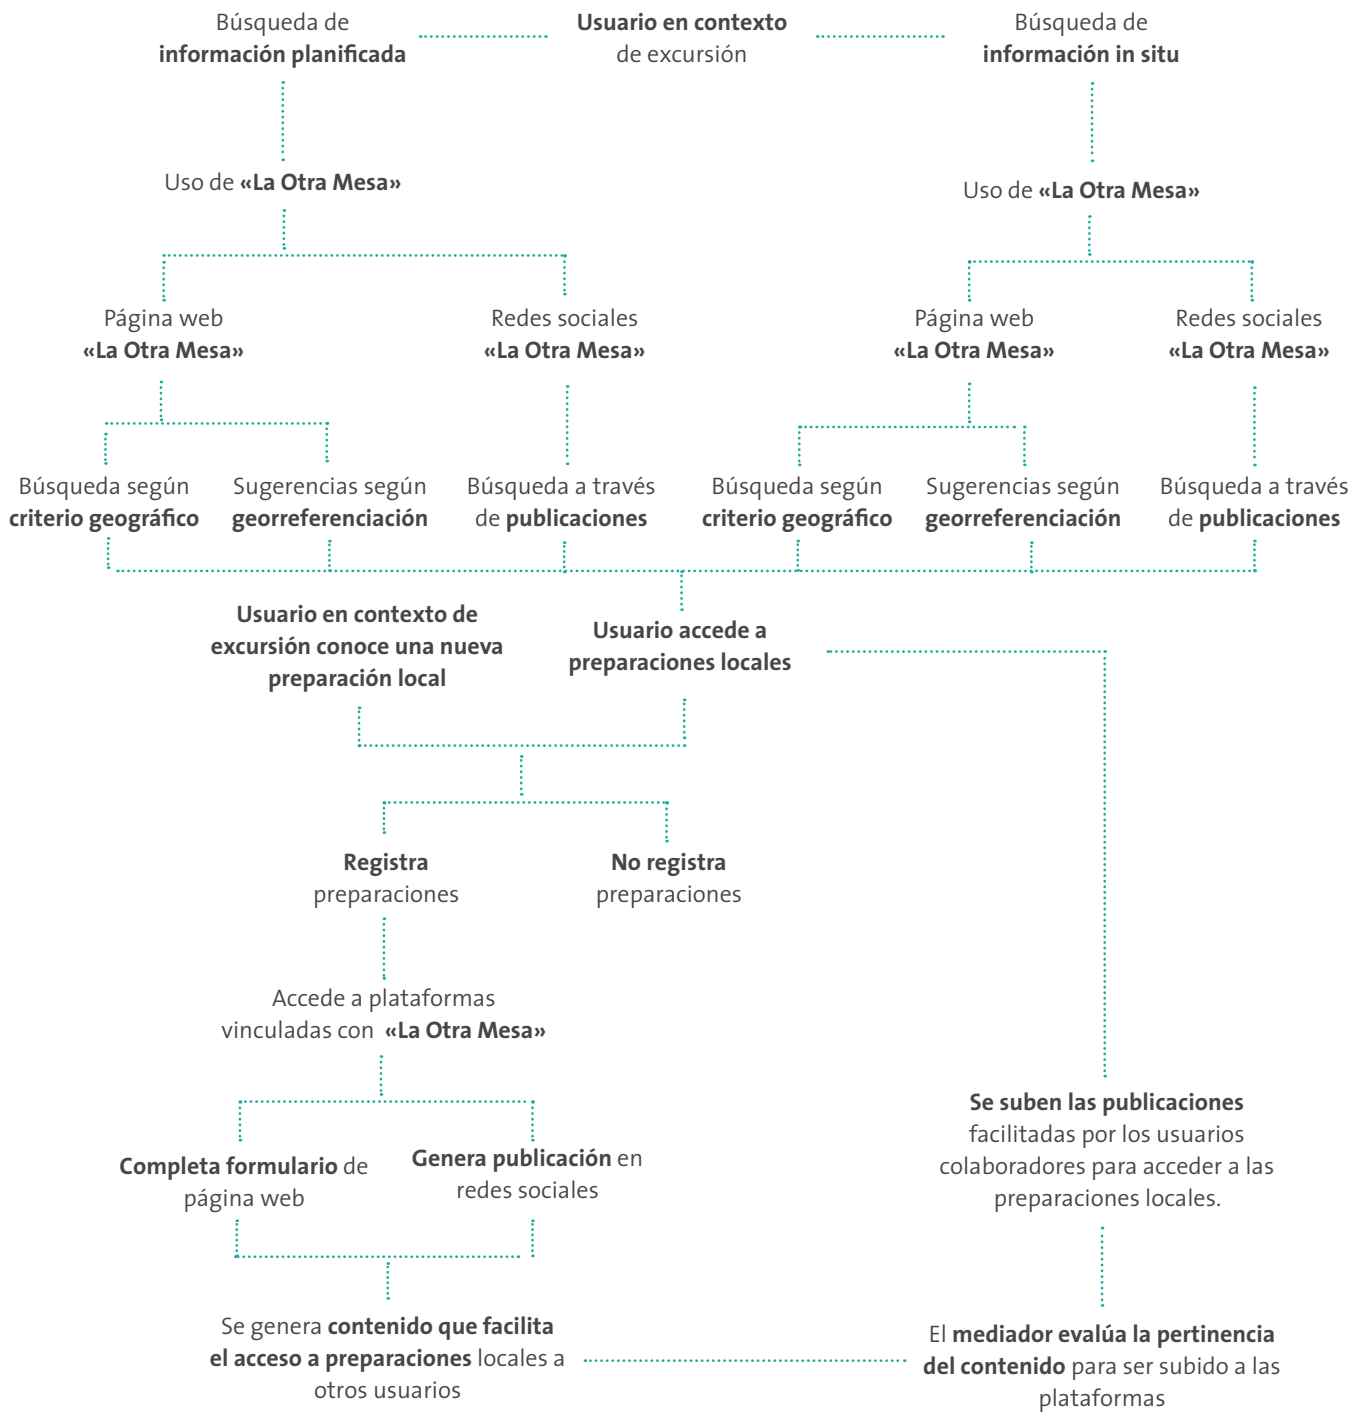 Búsqueda de
información planificada
Usuario en contexto
de excursión
Búsqueda de
información in situ
Uso de «La Otra Mesa»
Uso de «La Otra Mesa»
Página web
«La Otra Mesa»
Redes sociales
«La Otra Mesa»
Página web
«La Otra Mesa»
Redes sociales
«La Otra Mesa»
Búsqueda según
criterio geográfico
Sugerencias según
georreferenciación
Búsqueda a través
de publicaciones
Búsqueda según
criterio geográfico
Sugerencias según
georreferenciación
Búsqueda a través
de publicaciones
Usuario en contexto de
excursión conoce una nueva
preparación local
Usuario accede a
preparaciones locales
Registra
preparaciones
No registra
preparaciones
Accede a plataformas
vinculadas con «La Otra Mesa»
Completa formulario de
página web
Genera publicación en
redes sociales
Se suben las publicaciones
facilitadas por los usuarios
colaboradores para acceder a las
preparaciones locales.
Se genera contenido que facilita
el acceso a preparaciones locales a
otros usuarios
El mediador evalúa la pertinencia
del contenido para ser subido a las
plataformas